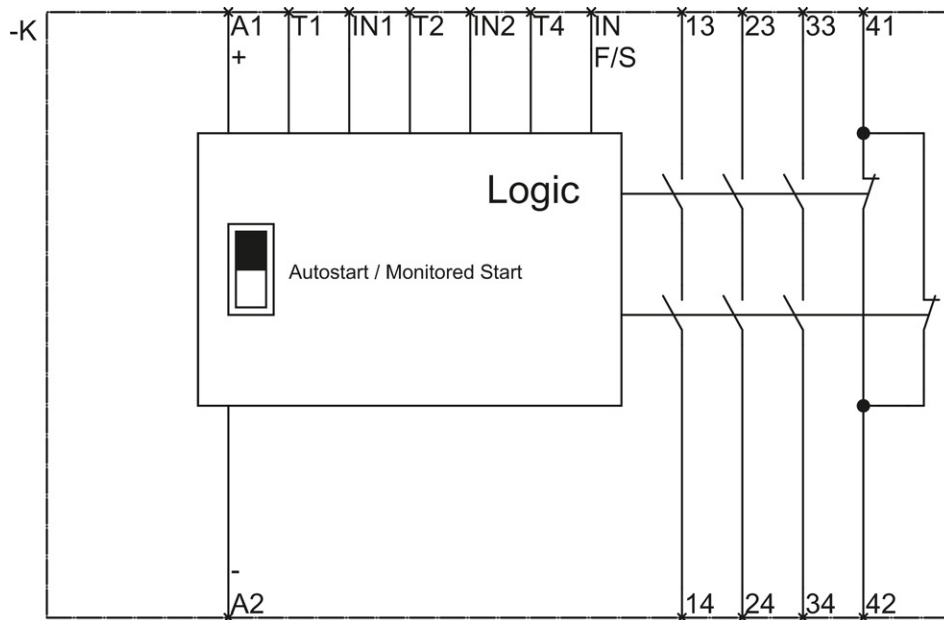 -K
A1 T1 IN1 T2 IN2 T4 IN 13 23 33 41
+ F/S
Logic
Autostart / Monitored Start
-
A2 14 24 34 42